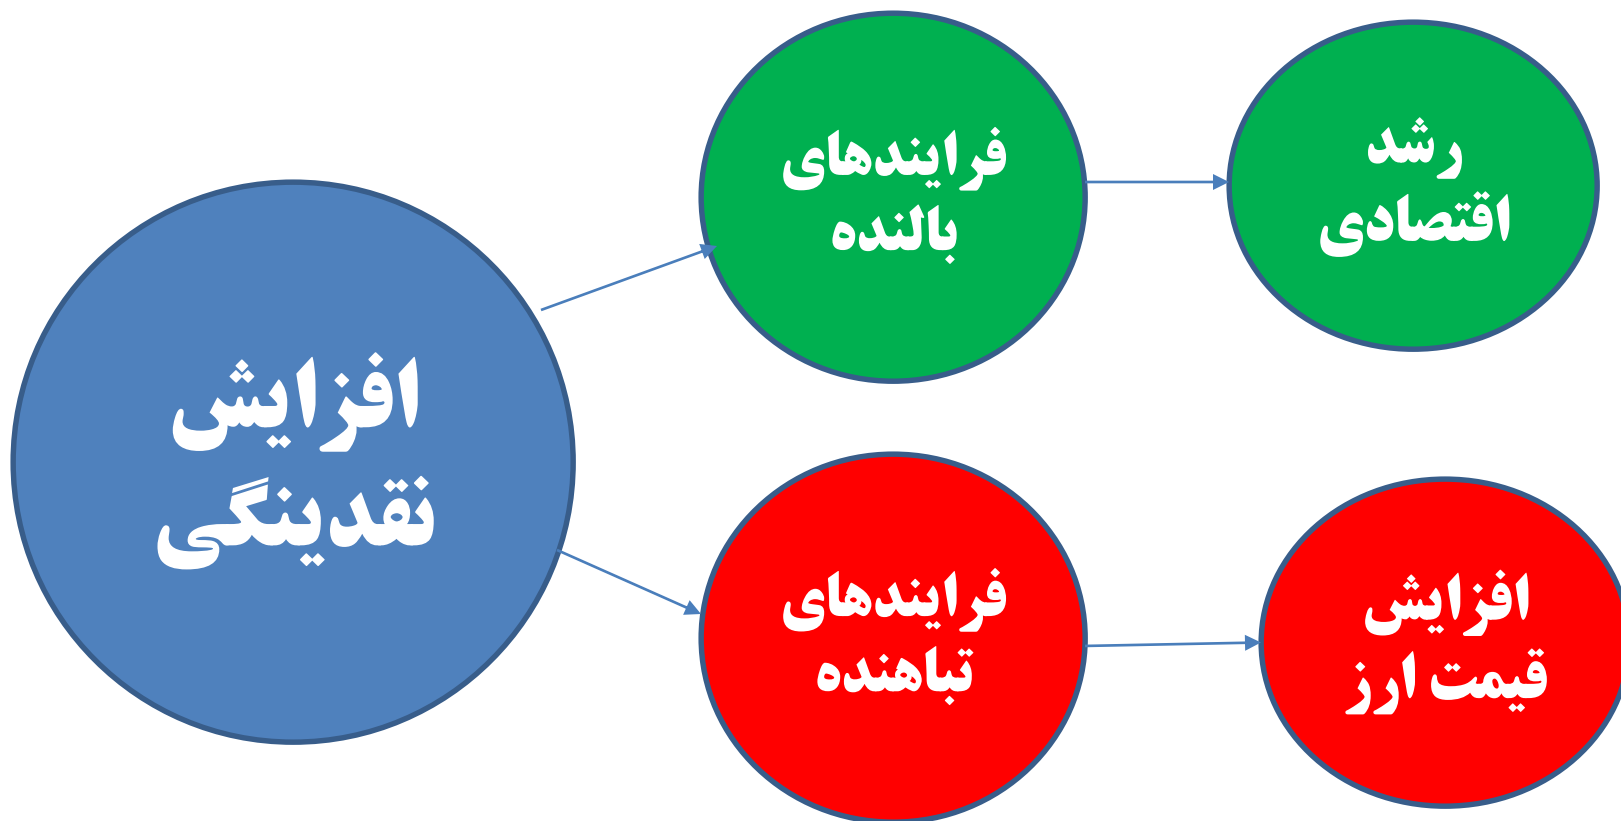 افزایش
نقدینگی
فرایندهای
بالنده
رشد
اقتصادی
فرایندهای
تباهنده
افزایش
قیمت ارز